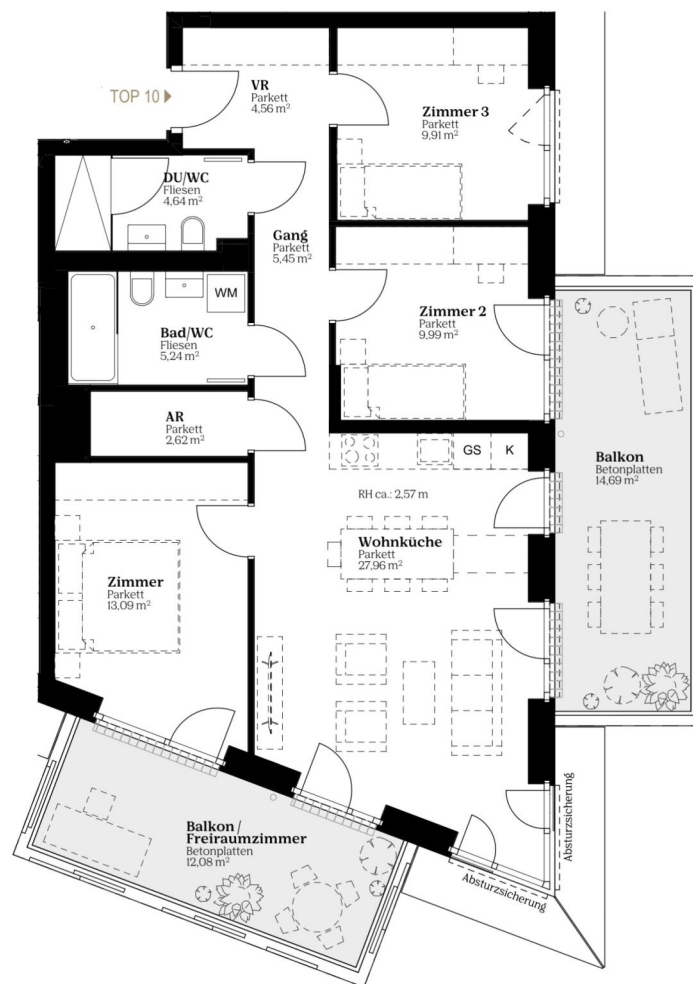 TOP 10
VR
Parkett
4,56 m²
Zimmer 3
Parkett
9,91 m²
DU/WC
Fliesen
4,64 m²
Gang
Parkett
5,45 m²
WM
Bad/WC
Fliesen
5,24 m²
Zimmer 2
Parkett
9,99 m²
AR
Parkett
2,62 m²
GS
K
RH ca.: 2,57 m
Balkon
Betonplatten
14,69 m²
Wohnküche
Parkett
27,96 m²
Zimmer
Parkett
13,09 m²
Balkon/
Freiraumzimmer
Betonplatten
12,08 m²
Absturzsicherung
Absturzsicherung